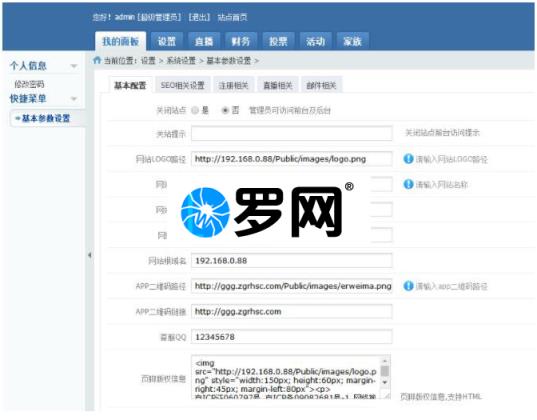 您好! admin [超级管理员] [退出] 站点首页
我的面板 设置 直播 财务 投票 活动 家族
个人信息
修改密码
快捷菜单
基本参数设置
当前位置: 设置 > 系统设置 > 基本参数设置 >
基本配置 SEO相关设置 注册相关 直播相关 邮件相关
关闭站点 是 否 管理员可访问前台及后台
关站提示 关闭站点前台访问提示
网站LOGO路径 http://192.168.0.88/Public/images/logo.png 请输入网站LOGO路径
网 请输入网站名称
网
网
罗网®
网站根域名 192.168.0.88
APP二维码路径 http://ggg.zgrhsc.com/Public/images/erweima.png 请输入app二维码路径
APP二维码链接 http://ggg.zgrhsc.com
客服QQ 12345678
页脚版权信息
<img
src="http://192.168.0.88/Public/images/logo.p
ng" style="width:150px; height:60px; margin-
right:45px; margin-left:80px"><p>
页脚版权信息,支持HTML